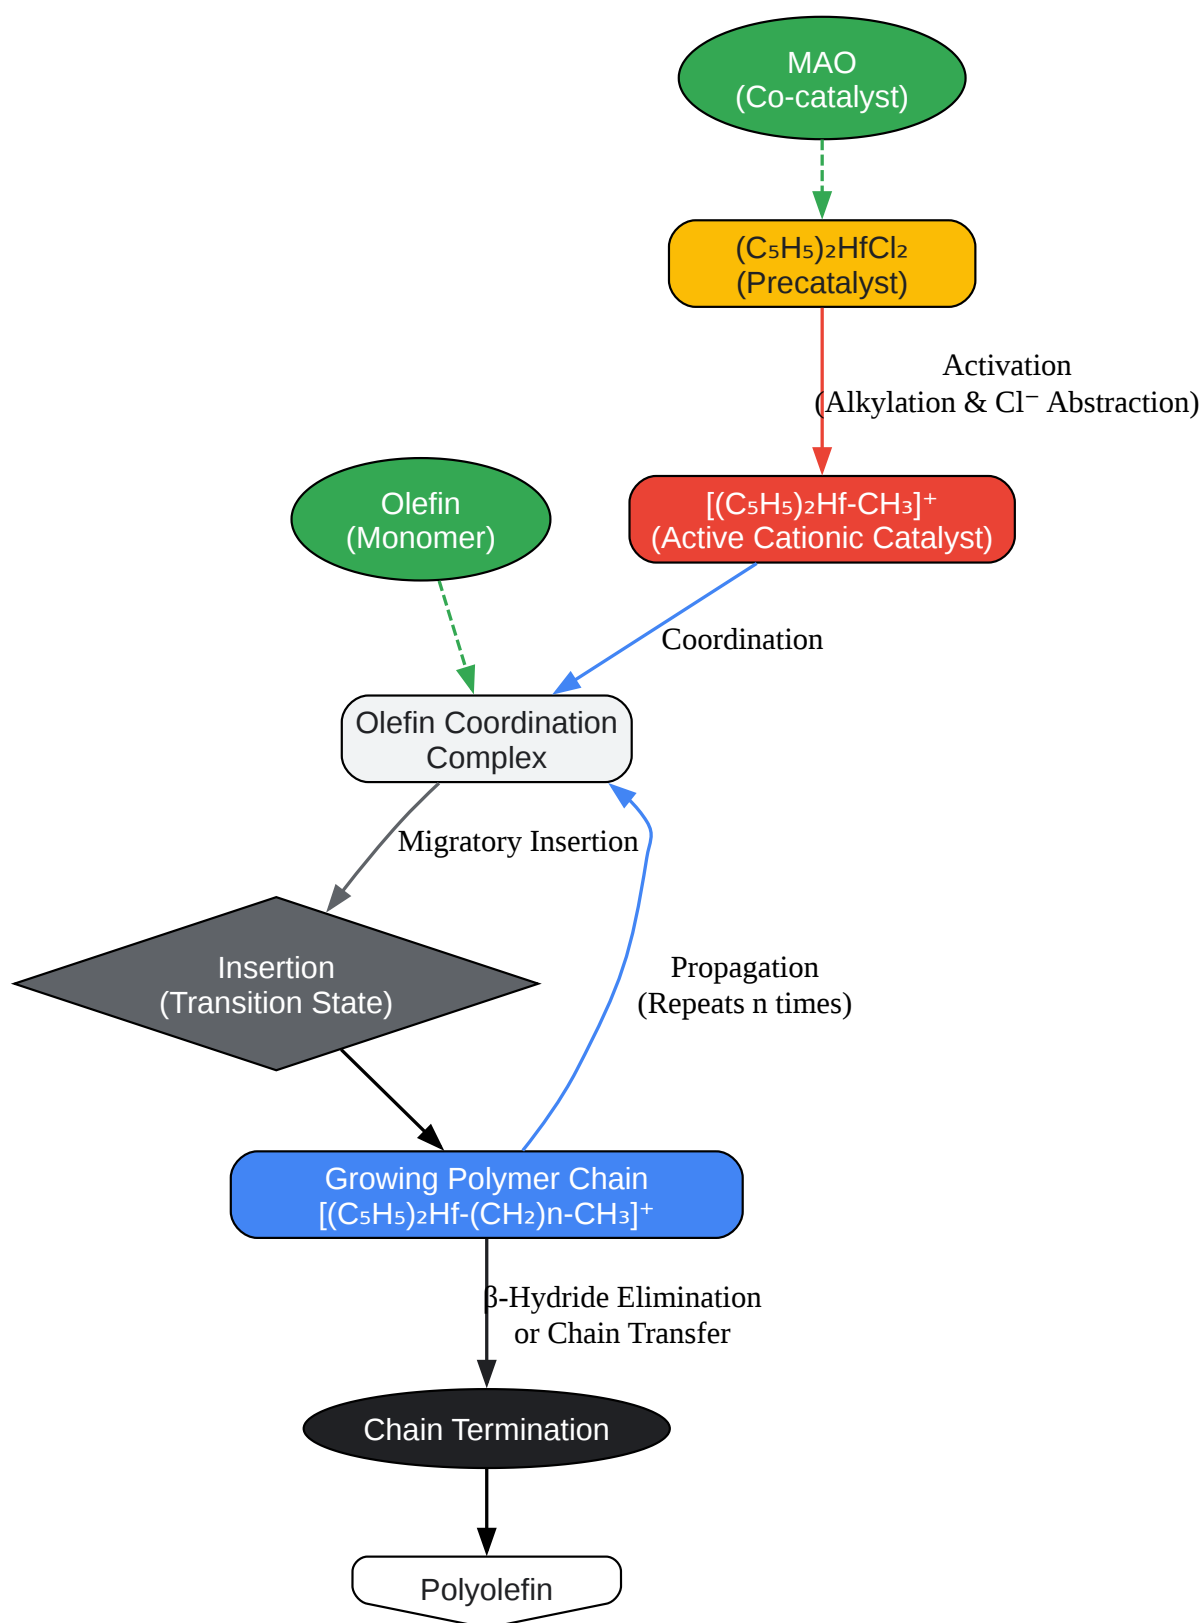 MAO
(Co-catalyst)
(C₅H₅)₂HfCl₂
(Precatalyst)
Activation
(Alkylation & Cl⁻ Abstraction)
Olefin
(Monomer)
[(C₅H₅)₂Hf-CH₃]⁺
(Active Cationic Catalyst)
Coordination
Olefin Coordination
Complex
Migratory Insertion
Insertion
(Transition State)
Propagation
(Repeats n times)
Growing Polymer Chain
[(C₅H₅)₂Hf-(CH₂)n-CH₃]⁺
β-Hydride Elimination
or Chain Transfer
Chain Termination
Polyolefin